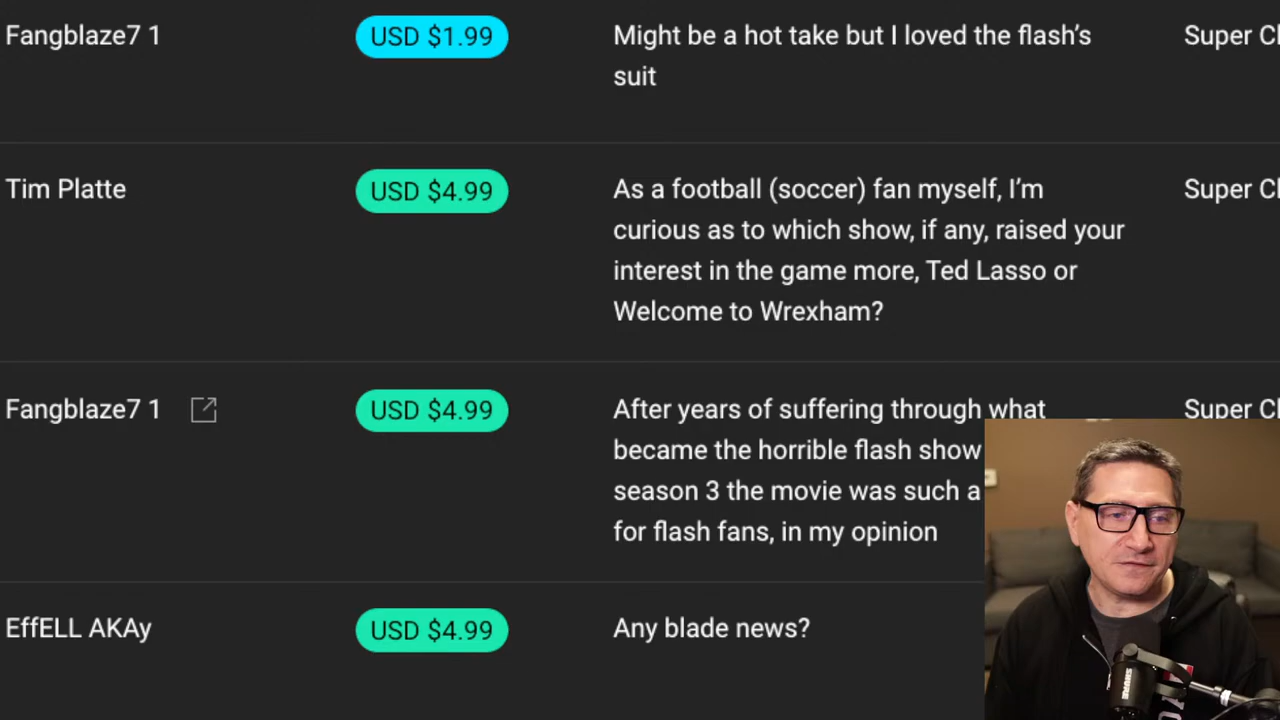 Fangblaze7 1 USD $1.99 Might be a hot take but I loved the flash’s Super
suit
Tim Platte USD $4.99 As a football (soccer) fan myself, I’m Super
curious as to which show, if any, raised your
interest in the game more, Ted Lasso or
Welcome to Wrexham?
Fangblaze7 1 USD $4.99 After years of suffering through what Super
became the horrible flash show
season 3 the movie was such a
for flash fans, in my opinion
EffELL AKAy USD $4.99 Any blade news?
SHURE